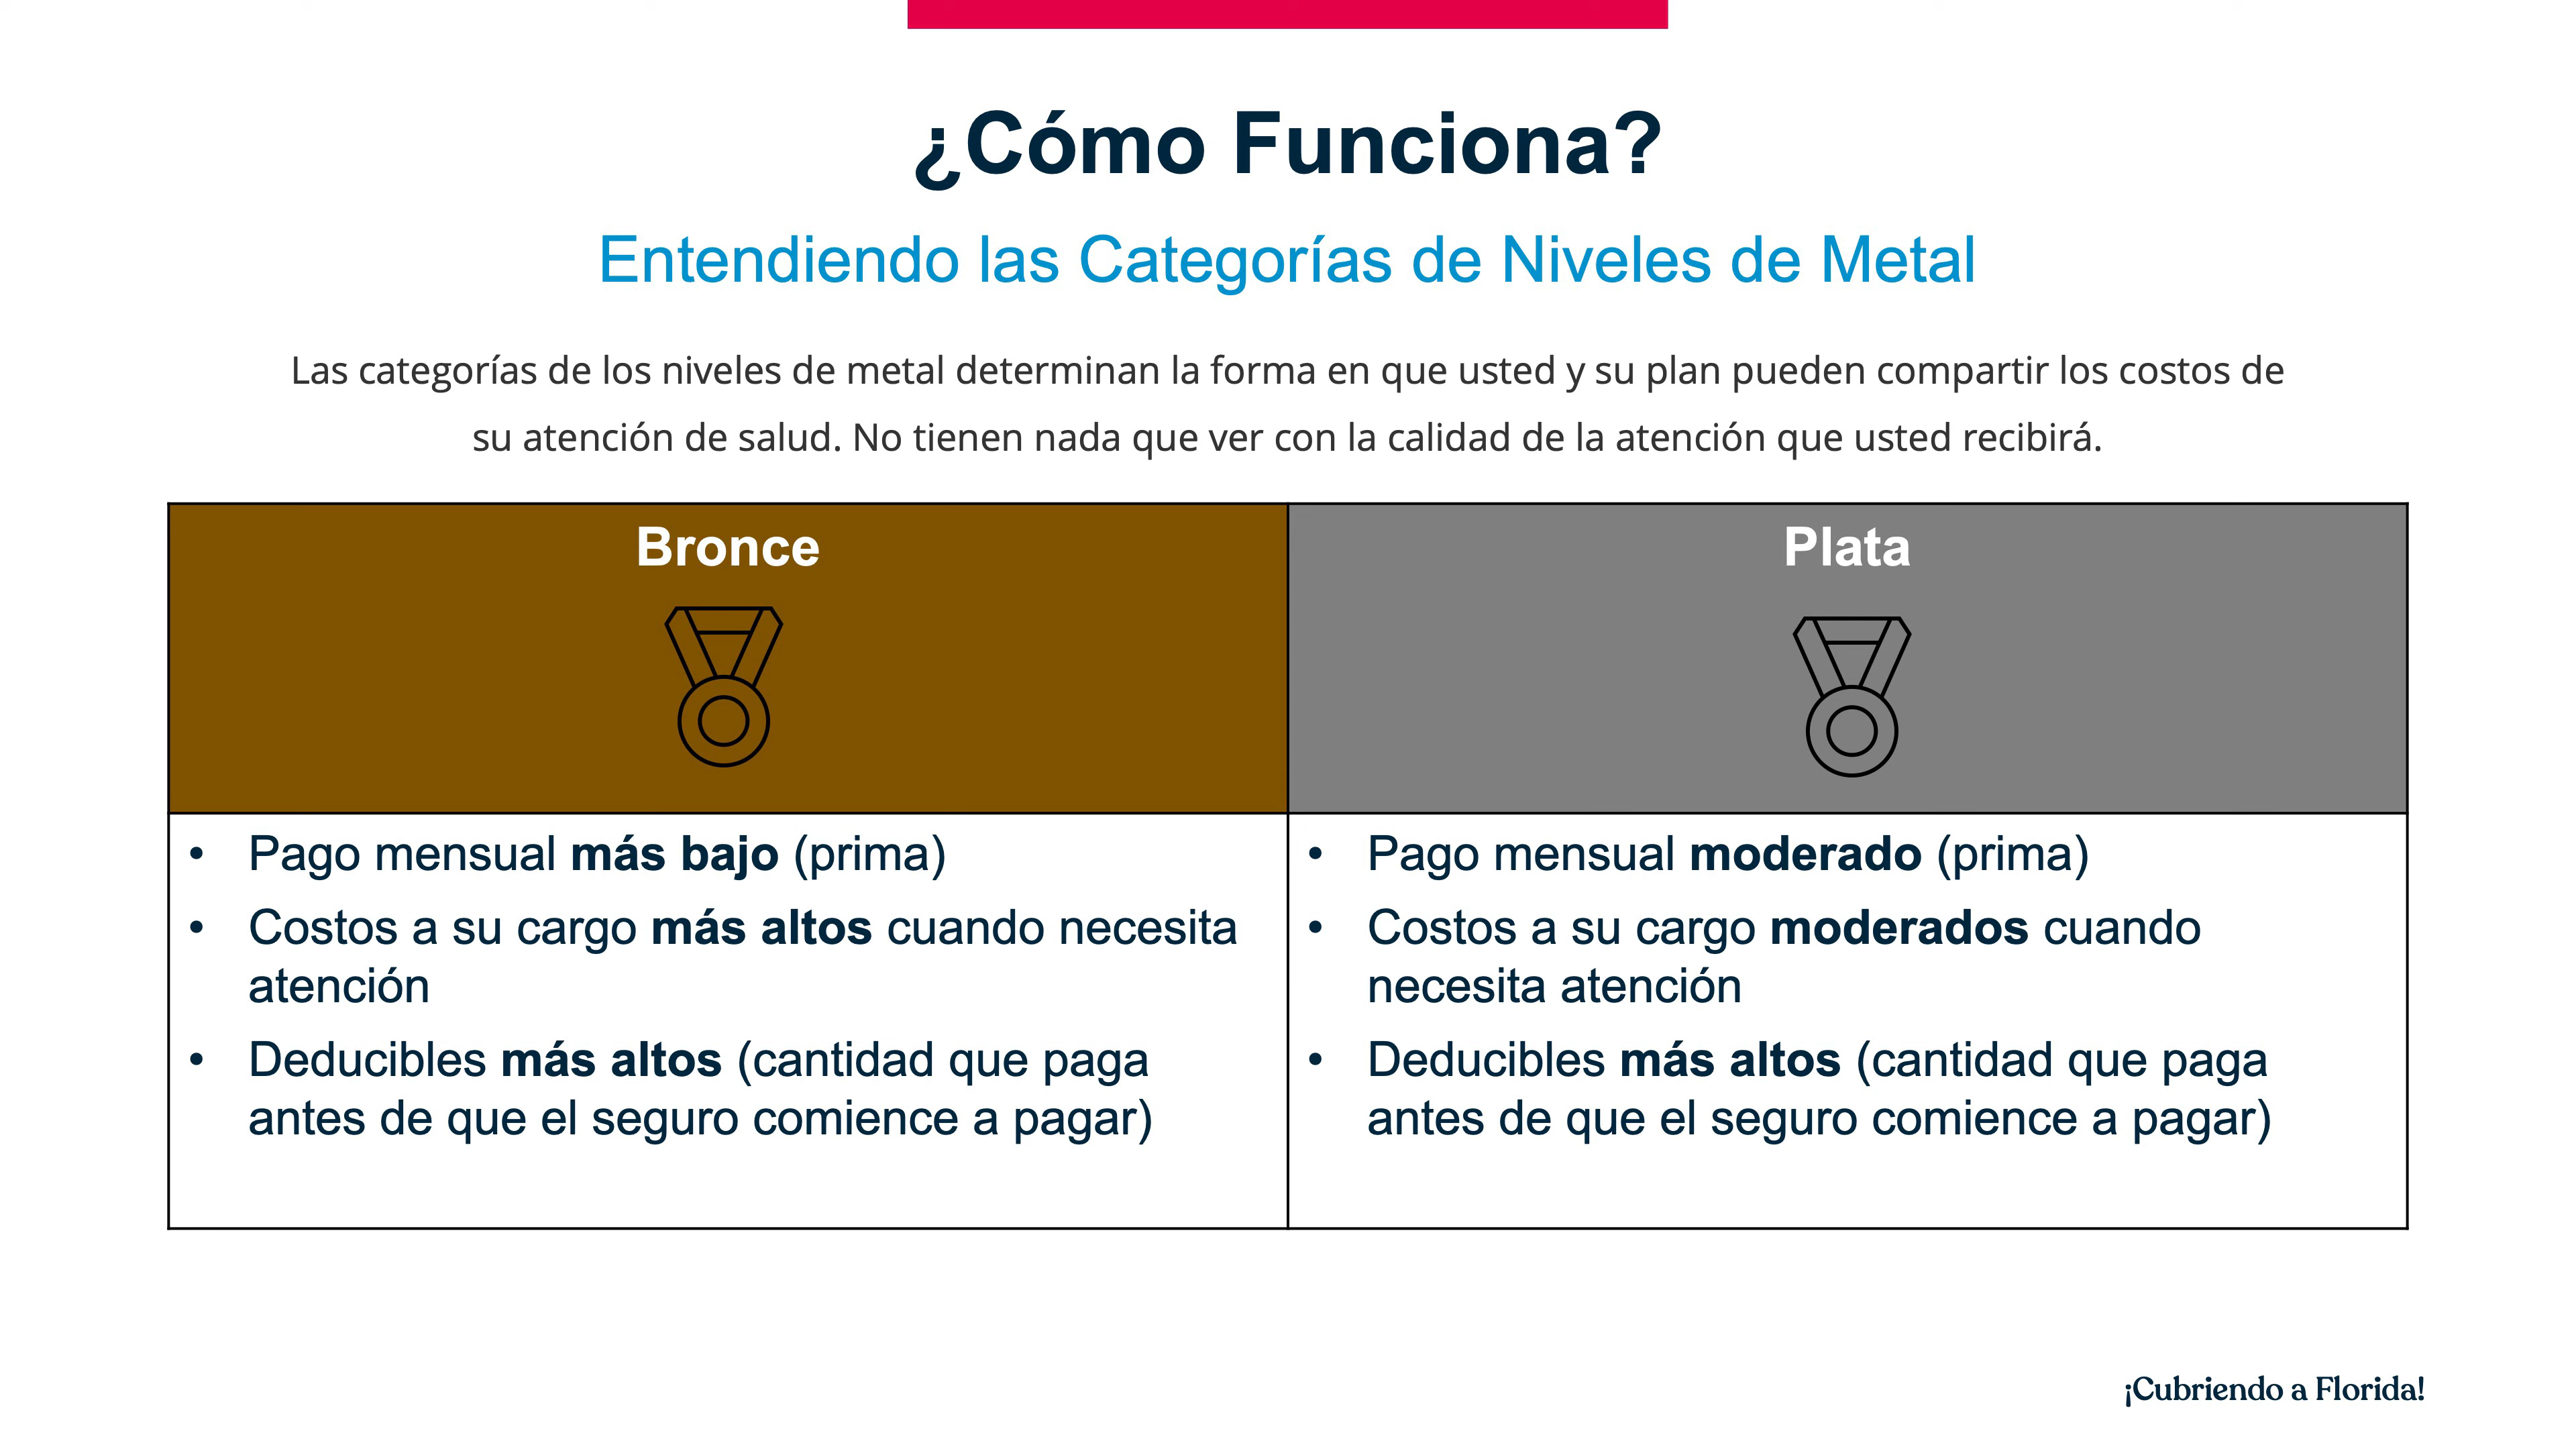 ¿Cómo Funciona?
Entendiendo las Categorías de Niveles de Metal
Las categorías de los niveles de metal determinan la forma en que usted y su plan pueden compartir los costos de
su atención de salud. No tienen nada que ver con la calidad de la atención que usted recibirá.
Bronce
• Pago mensual más bajo (prima)
• Costos a su cargo más altos cuando necesita
atención
• Deducibles más altos (cantidad que paga
antes de que el seguro comience a pagar)
Plata
• Pago mensual moderado (prima)
• Costos a su cargo moderados cuando
necesita atención
• Deducibles más altos (cantidad que paga
antes de que el seguro comience a pagar)
¡Cubriendo a Florida!